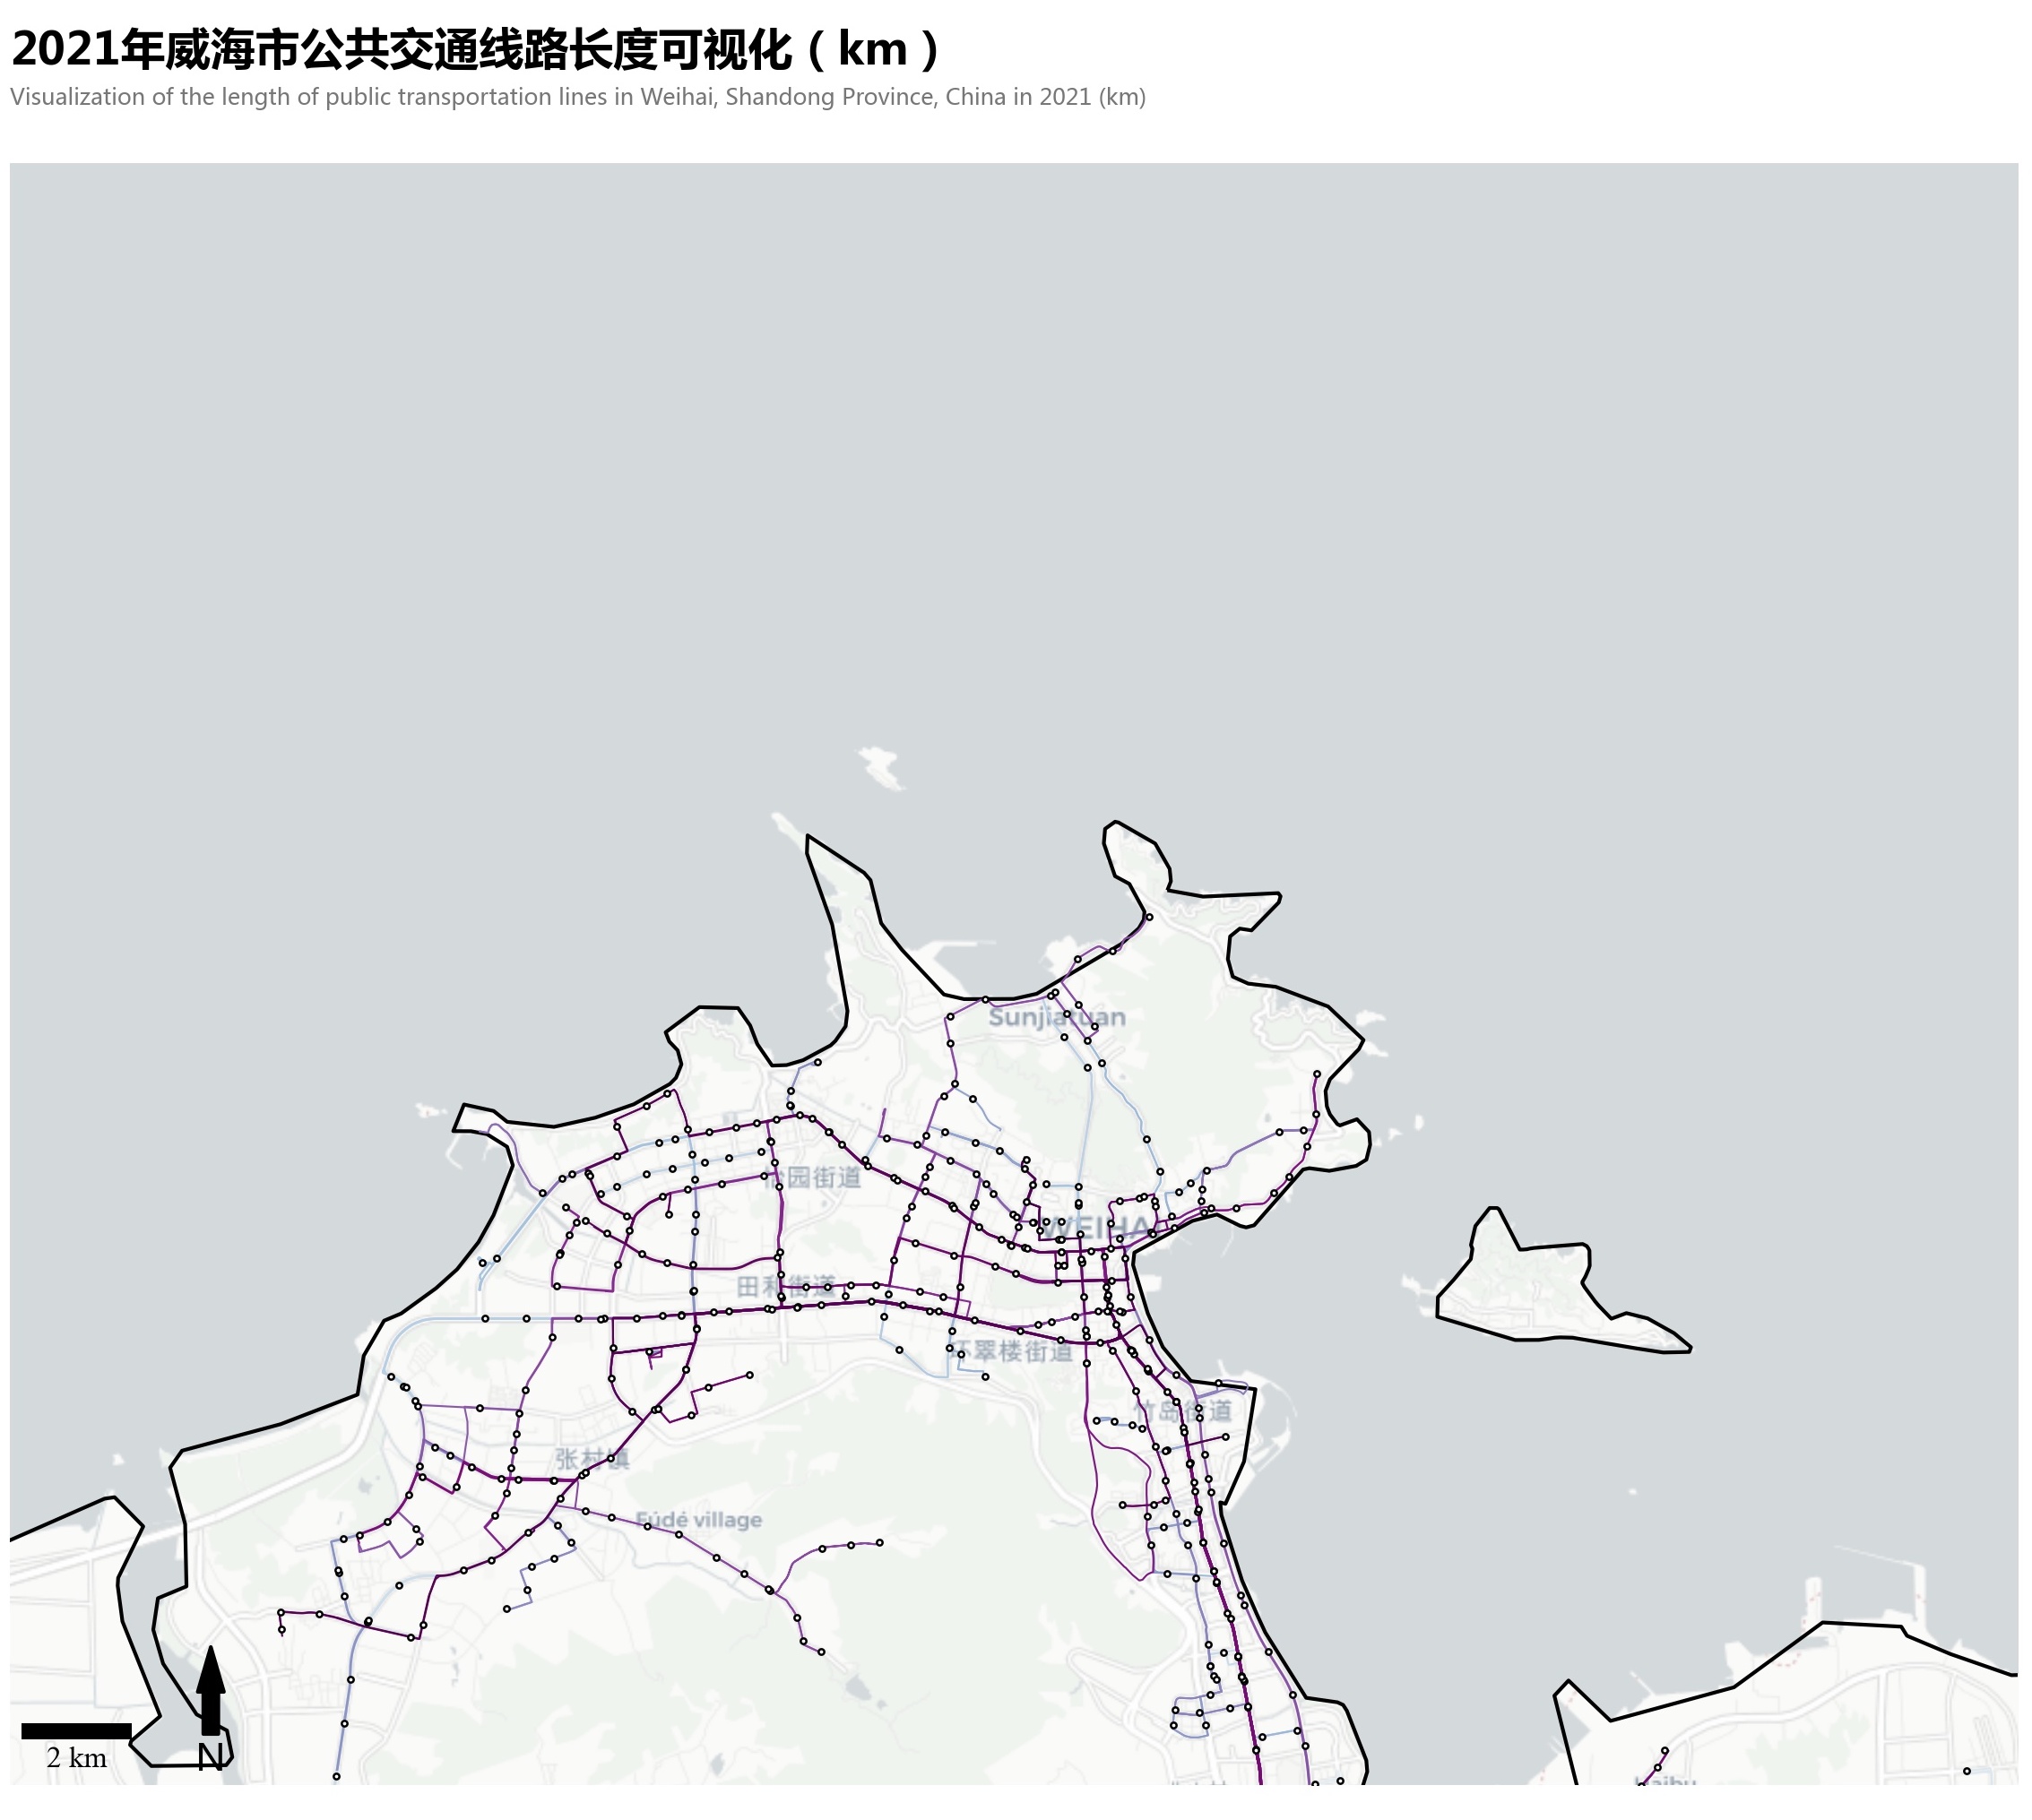 2021年威海市公共交通线路长度可视化（km）
Visualization of the length of public transportation lines in Weihai, Shandong Province, China in 2021 (km)
Sunjiatuan
怡园街道
WEIHAI
田和街道
环翠楼街道
竹岛街道
张村镇
Fúdé village
2 km
N